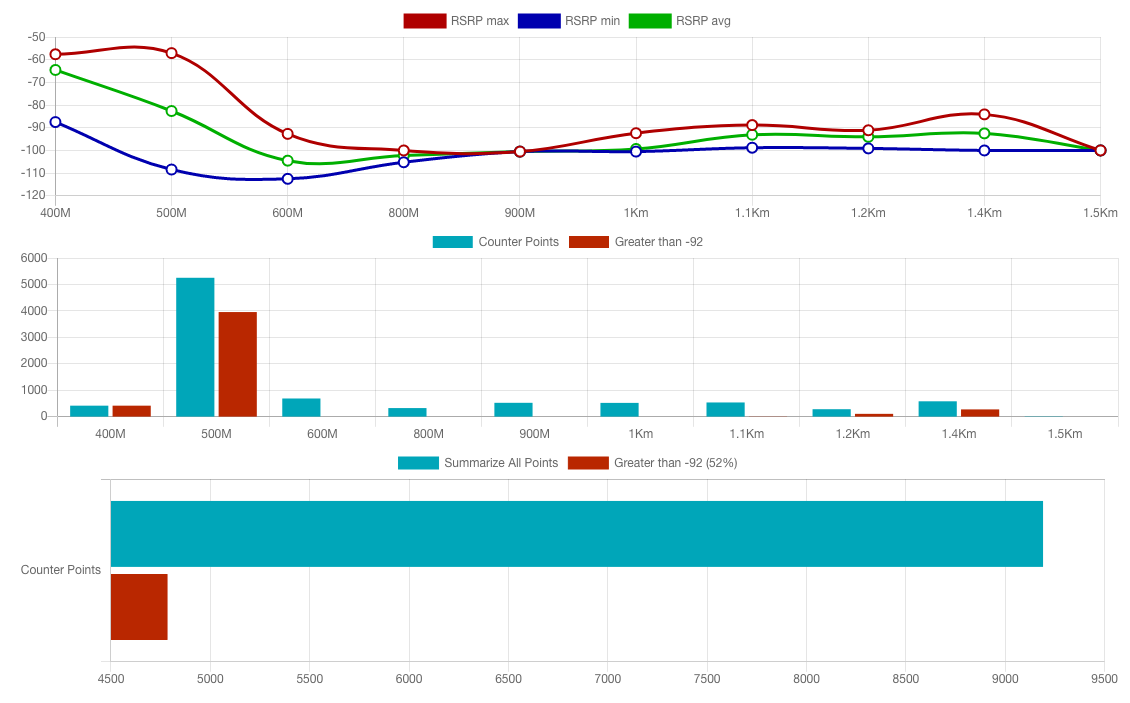 RSRP max RSRP min RSRP avg
-50
-60
-70
-80
-90
-100
-110
-120
400M 500M 600M 800M 900M 1Km 1.1Km 1.2Km 1.4Km 1.5Km
Counter Points Greater than -92
6000
5000
4000
3000
2000
1000
0
400M 500M 600M 800M 900M 1Km 1.1Km 1.2Km 1.4Km 1.5Km
Summarize All Points Greater than -92 (52%)
Counter Points
4500 5000 5500 6000 6500 7000 7500 8000 8500 9000 9500